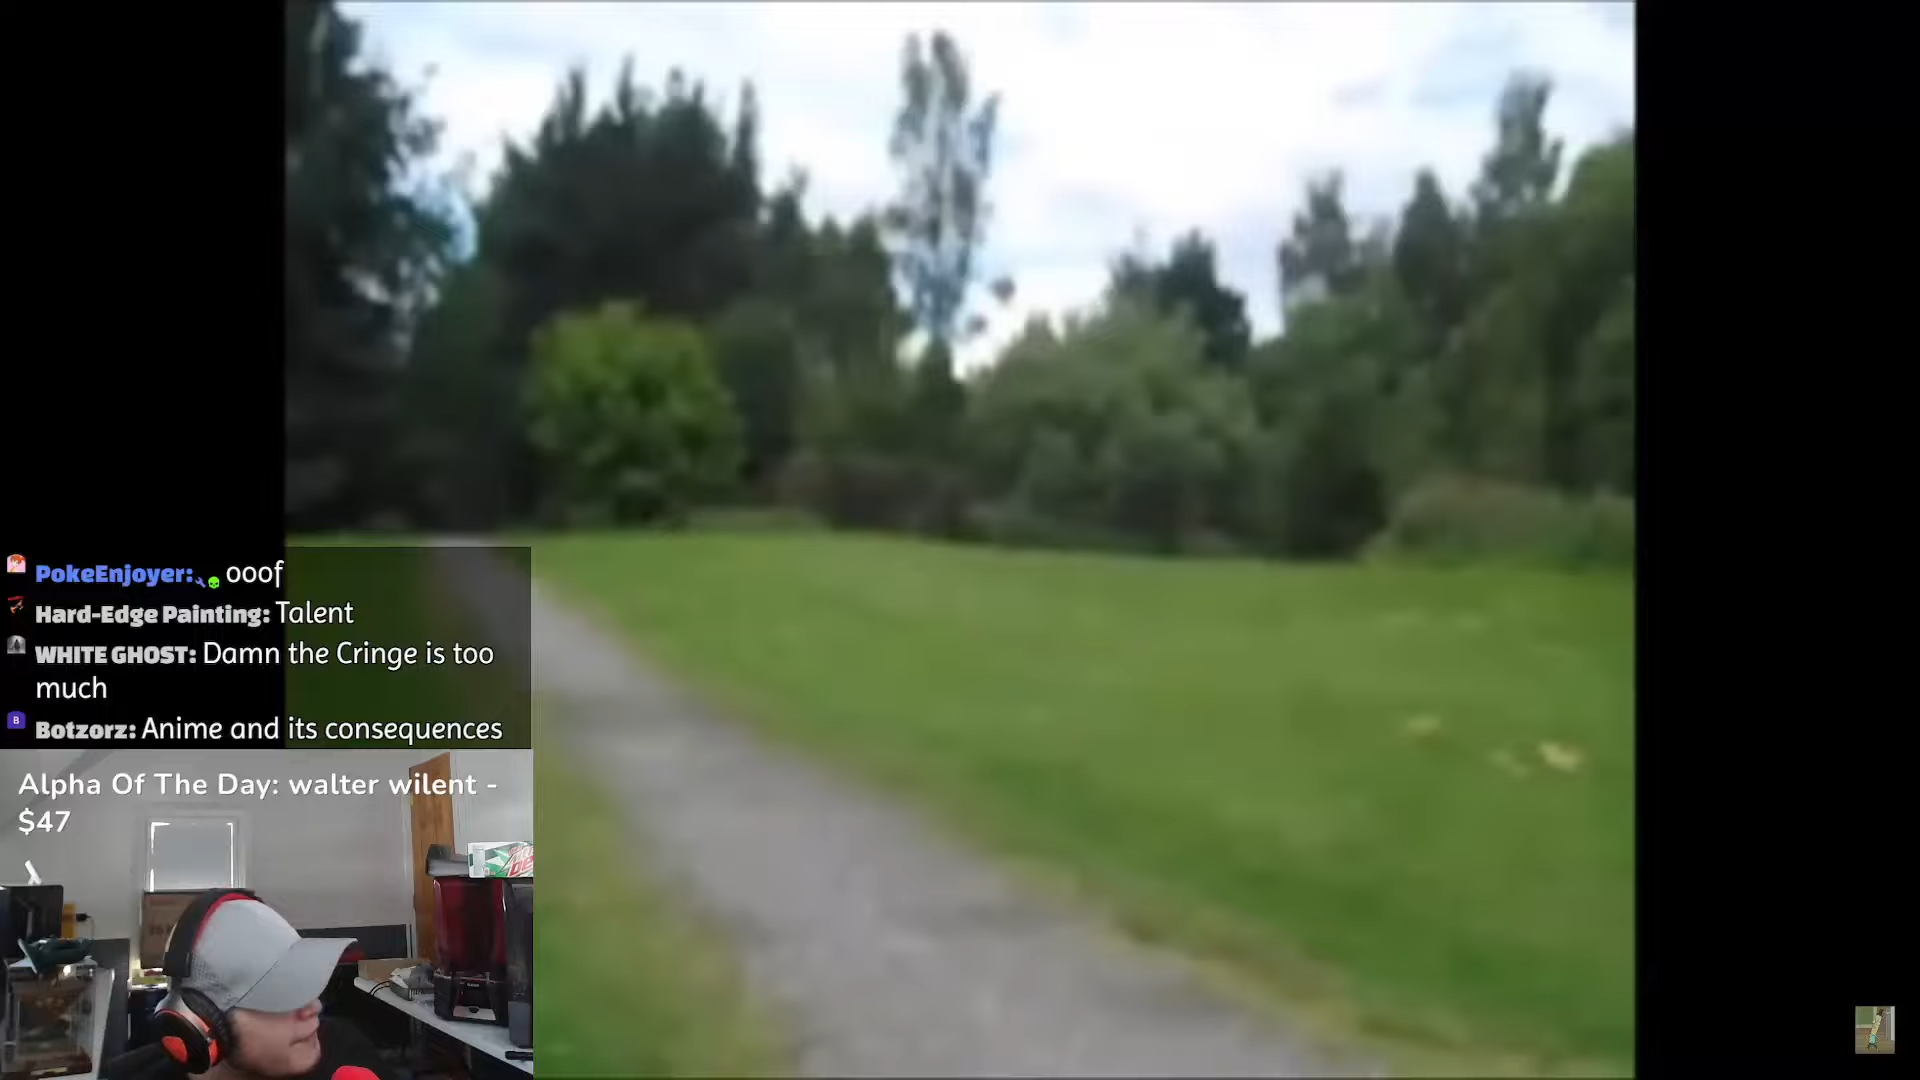 PokeEnjoyer: ooof
Hard-Edge Painting: Talent
WHITE GHOST: Damn the Cringe is too
much
B
Botzorz: Anime and its consequences
Alpha Of The Day: walter wilent -
$47